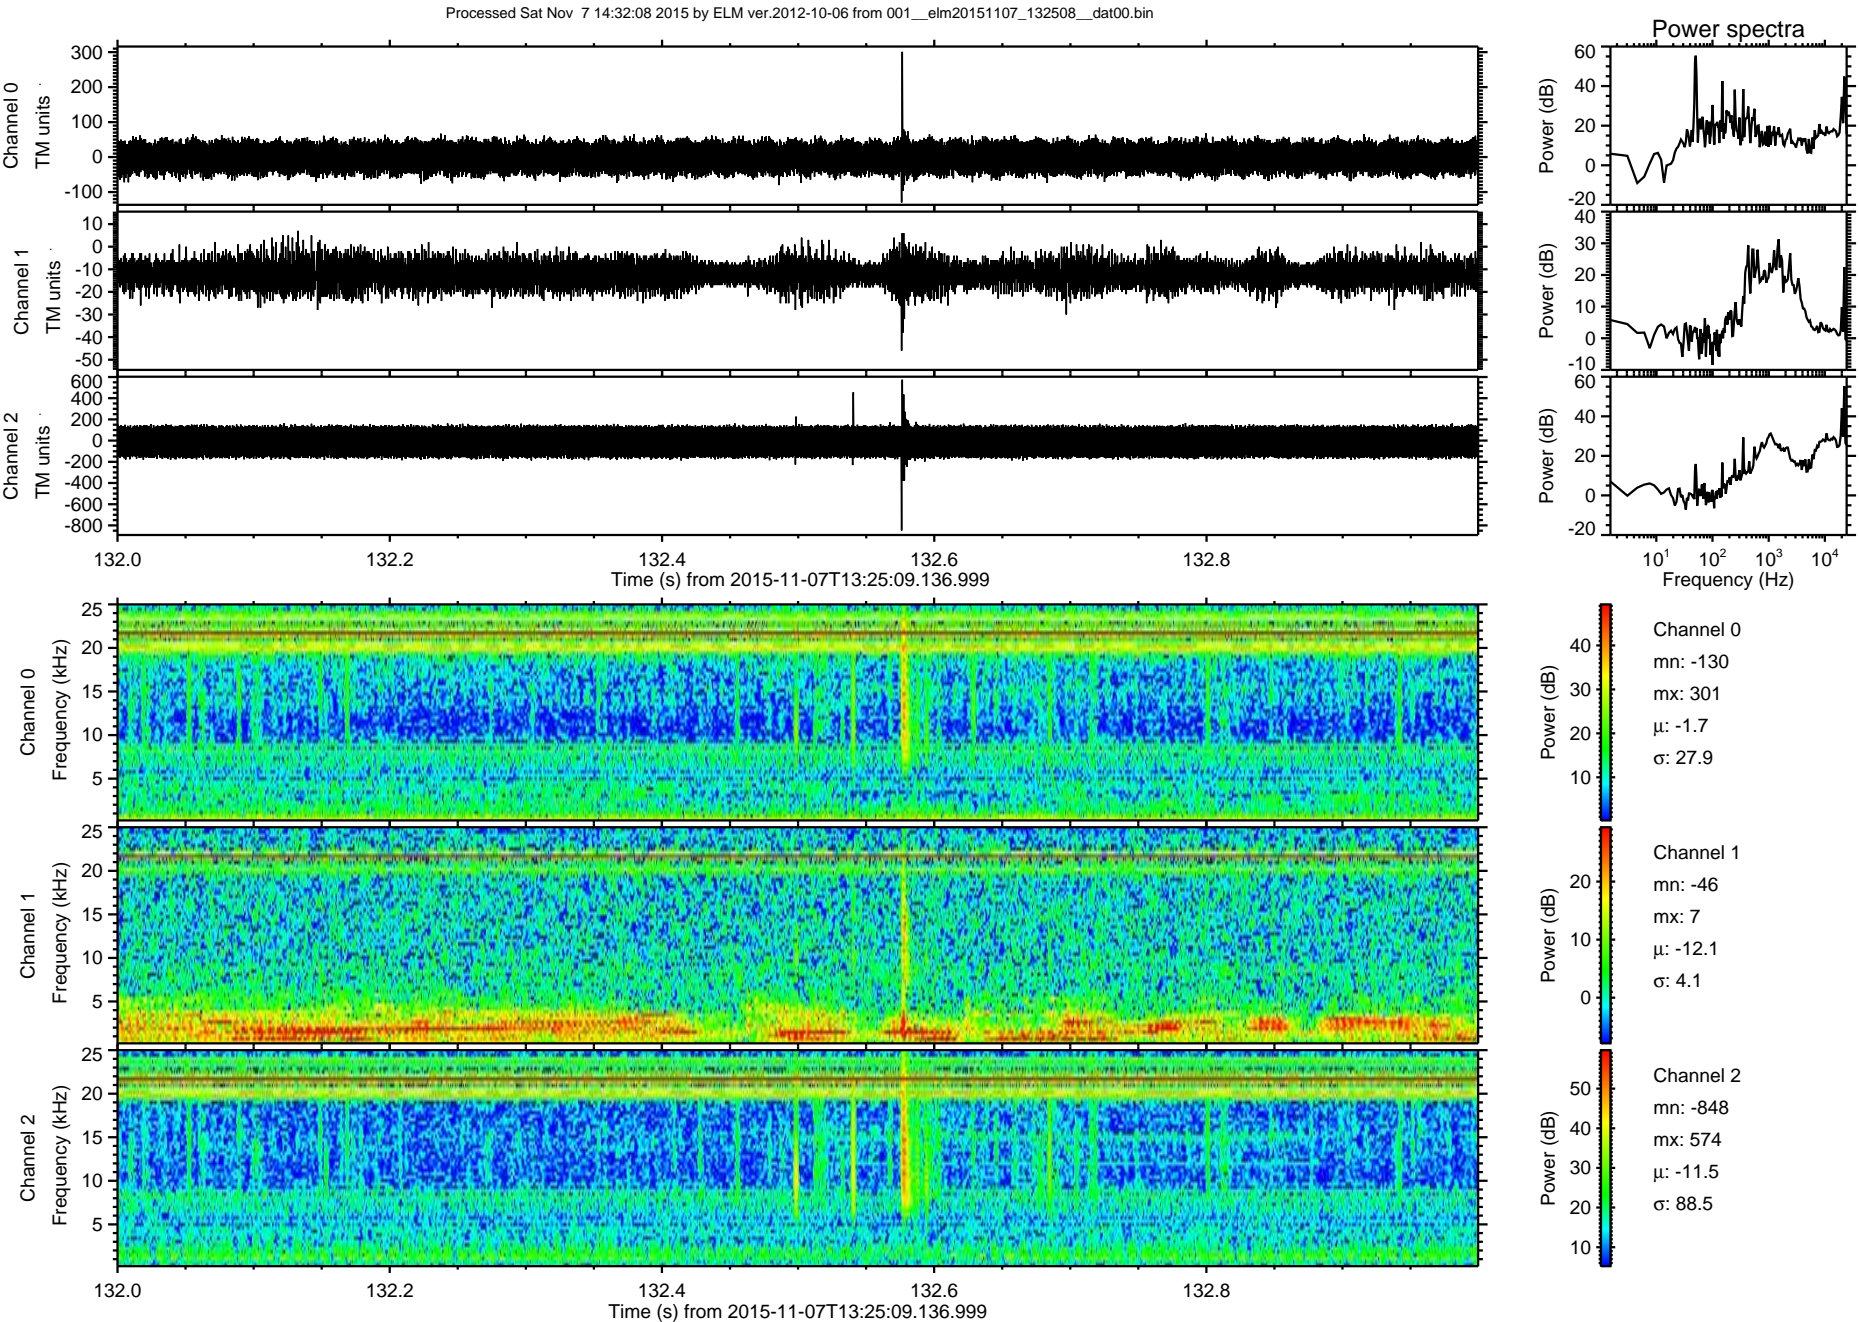 Processed Sat Nov 7 14:32:08 2015 by ELM ver.2012-10-06 from 001__elm20151107_132508__dat00.bin
Power spectra
Channel 0
TM units
300
200
100
0
-100
Power (dB)
60
40
20
0
-20
Channel 1
TM units
10
0
-10
-20
-30
-40
-50
Power (dB)
40
30
20
10
0
-10
Channel 2
TM units
600
400
200
0
-200
-400
-600
-800
Power (dB)
60
40
20
0
-20
132.0 132.2 132.4 132.6 132.8
Time (s) from 2015-11-07T13:25:09.136.999
10¹ 10² 10³ 10⁴
Frequency (Hz)
Channel 0
Frequency (kHz)
25
20
15
10
5
Power (dB)
40
30
20
10
Channel 0
mn: -130
mx: 301
μ: -1.7
σ: 27.9
Channel 1
Frequency (kHz)
25
20
15
10
5
Power (dB)
20
10
0
Channel 1
mn: -46
mx: 7
μ: -12.1
σ: 4.1
Channel 2
Frequency (kHz)
25
20
15
10
5
Power (dB)
50
40
30
20
10
Channel 2
mn: -848
mx: 574
μ: -11.5
σ: 88.5
132.0 132.2 132.4 132.6 132.8
Time (s) from 2015-11-07T13:25:09.136.999